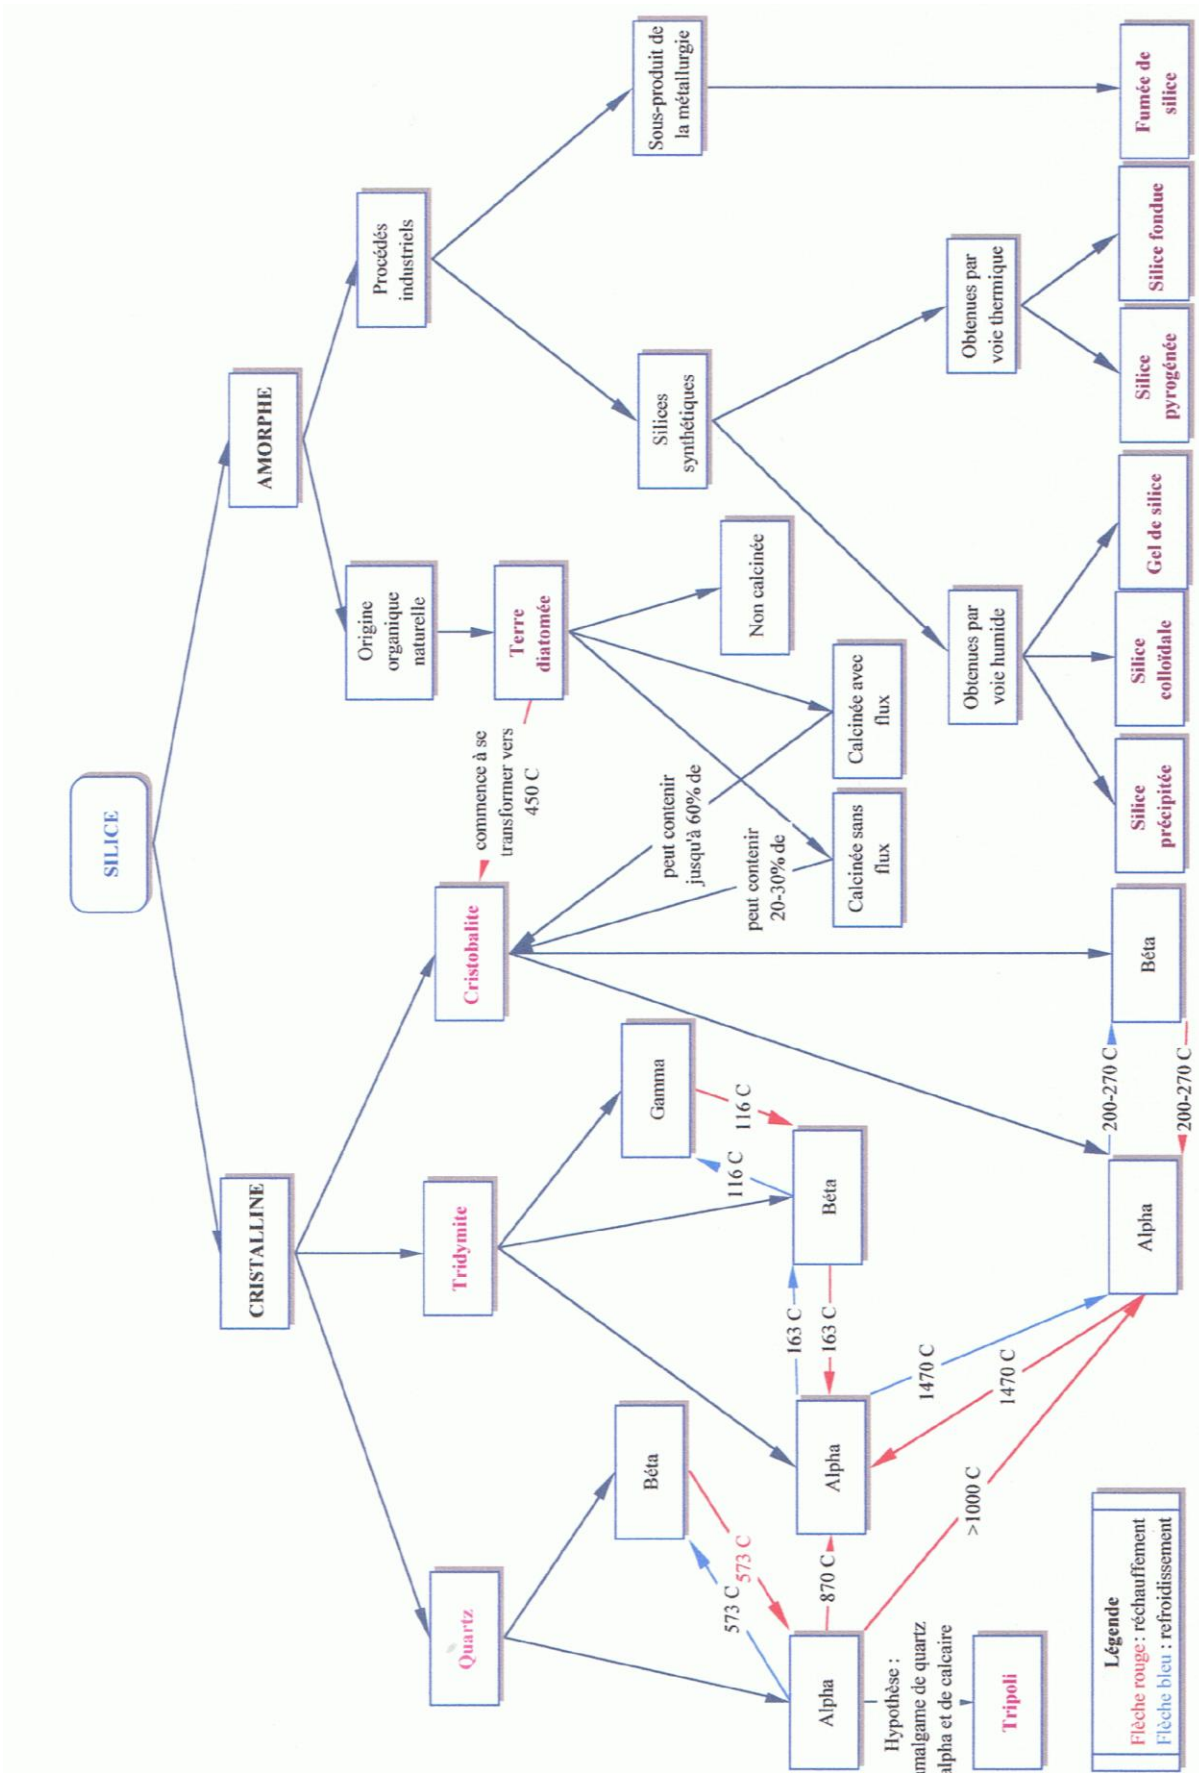 SILICE
CRISTALLINE
AMORPHE
Origine
organique
naturelle
Procédés
industriels
Quartz
Tridymite
Cristobalite
commence à se
transformer vers
450 C
Terre
diatomée
Béta
Gamma
Silices
synthétiques
Sous-produit de
la métallurgie
peut contenir
jusqu'à 60% de
peut contenir
20-30% de
Non calcinée
573 C
573 C
116 C
116 C
Alpha
870 C
Alpha
163 C
163 C
Béta
Calcinée sans
flux
Calcinée avec
flux
Hypothèse :
malgame de quartz
alpha et de calcaire
>1000 C
1470 C
1470 C
Obtenues par
voie humide
Obtenues par
voie thermique
Tripoli
Alpha
200-270 C
200-270 C
Béta
Silice
précipitée
Silice
colloïdale
Gel de silice
Silice
pyrogénée
Silice fondue
Fumée de
silice
Légende
Flèche rouge : réchauffement
Flèche bleu : refroidissement